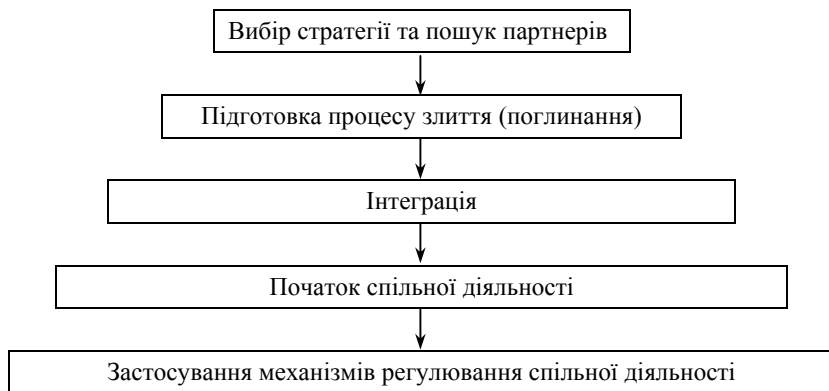 Вибір стратегії та пошук партнерів
Підготовка процесу злиття (поглинання)
Інтеграція
Початок спільної діяльності
Застосування механізмів регулювання спільної діяльності